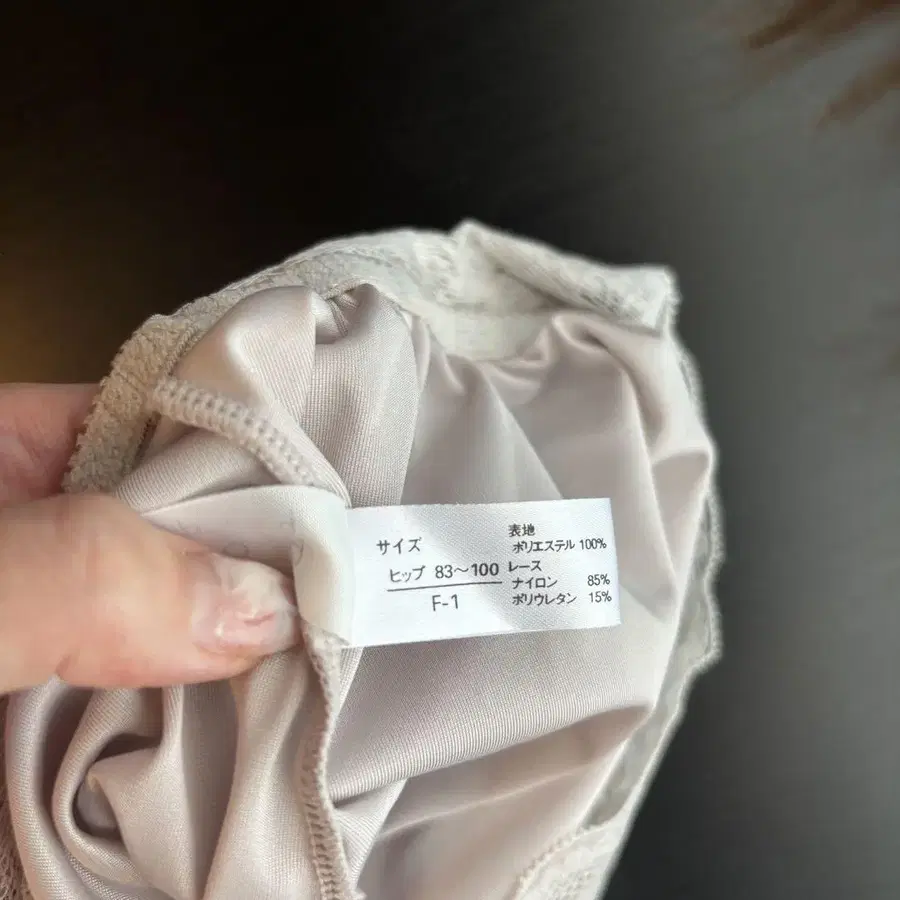 サイズ
ヒップ 83〜100
F-1
表地
ポリエステル 100%
レース
ナイロン 85%
ポリウレタン 15%